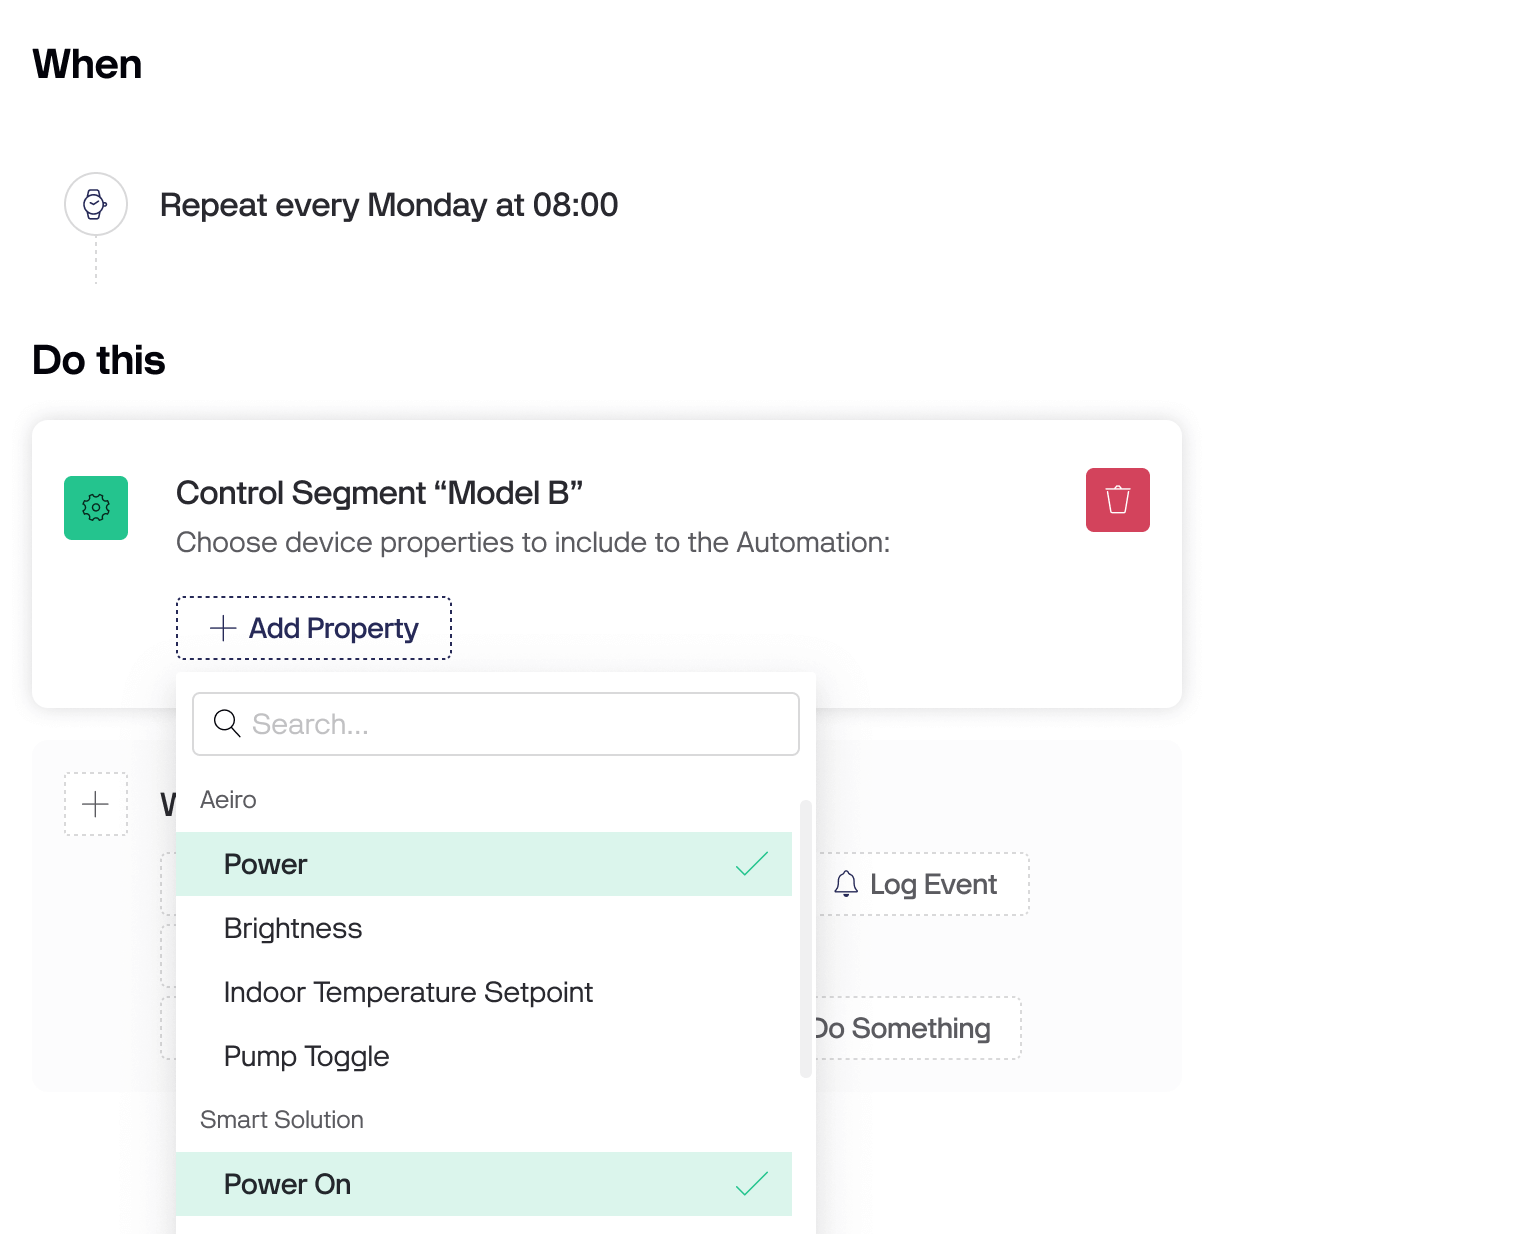 When
Repeat every Monday at 08:00
Do this
Control Segment “Model B”
Choose device properties to include to the Automation:
Add Property
Search...
Aeiro
Power
Brightness
Log Event
Indoor Temperature Setpoint
Do Something
Pump Toggle
Smart Solution
Power On